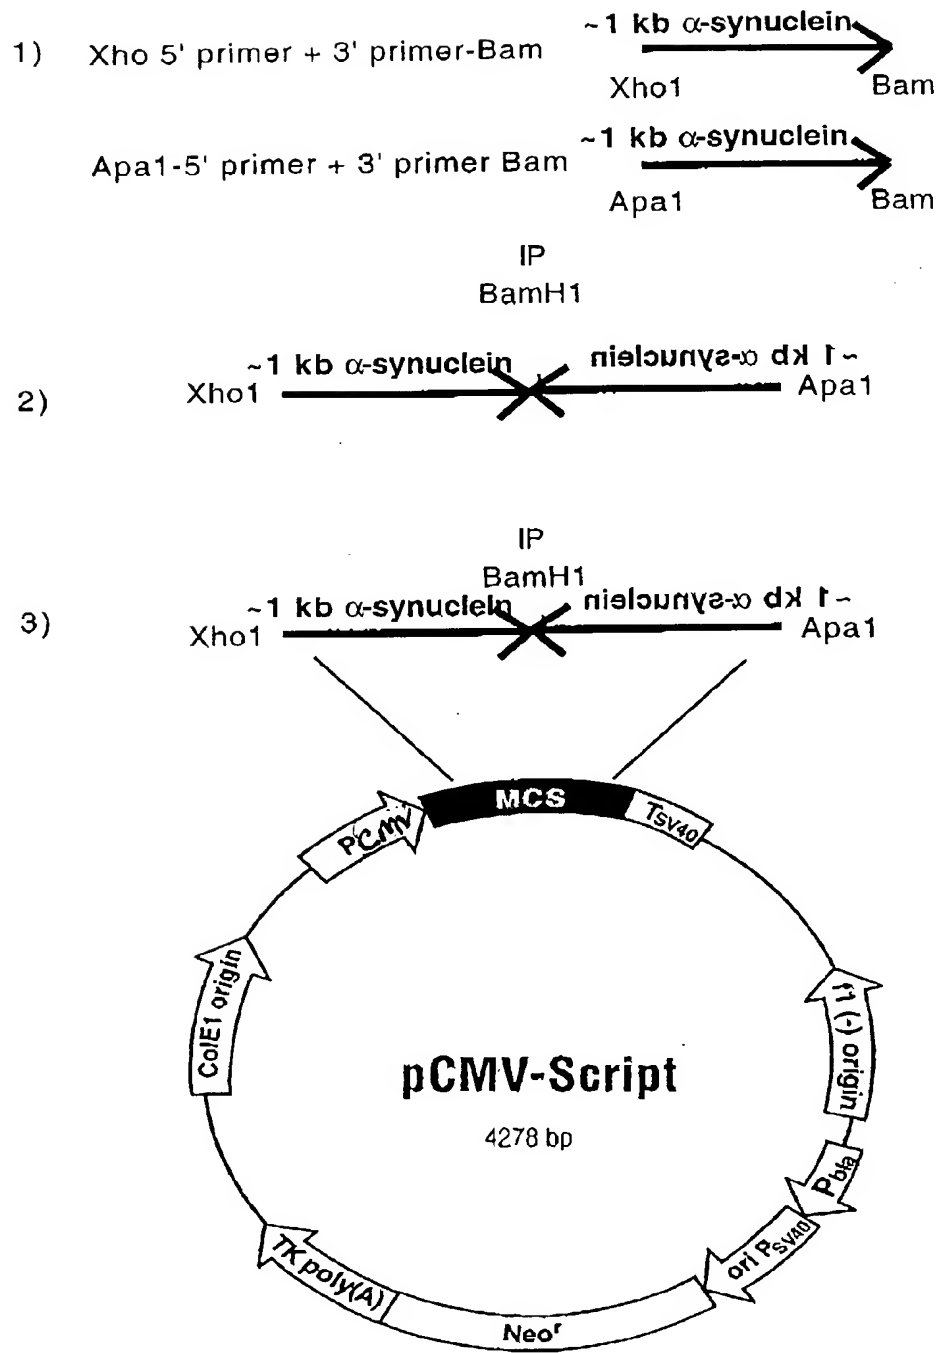 ~1 kb α-synuclein
1) Xho 5' primer + 3' primer-Bam
Xho1 Bam
~1 kb α-synuclein
Apa1-5' primer + 3' primer Bam
Apa1 Bam
IP
BamH1
~1 kb α-synuclein ~1 kb α-synuclein
2) Xho1 Apa1
IP
BamH1
~1 kb α-synuclein ~1 kb α-synuclein
3) Xho1 Apa1
MCS
TSV40
PCMV
ColE1 origin
f1 (-) origin
pCMV-Script
4278 bp
Pbla
ori PSV40
TK poly(A)
Neoʳ